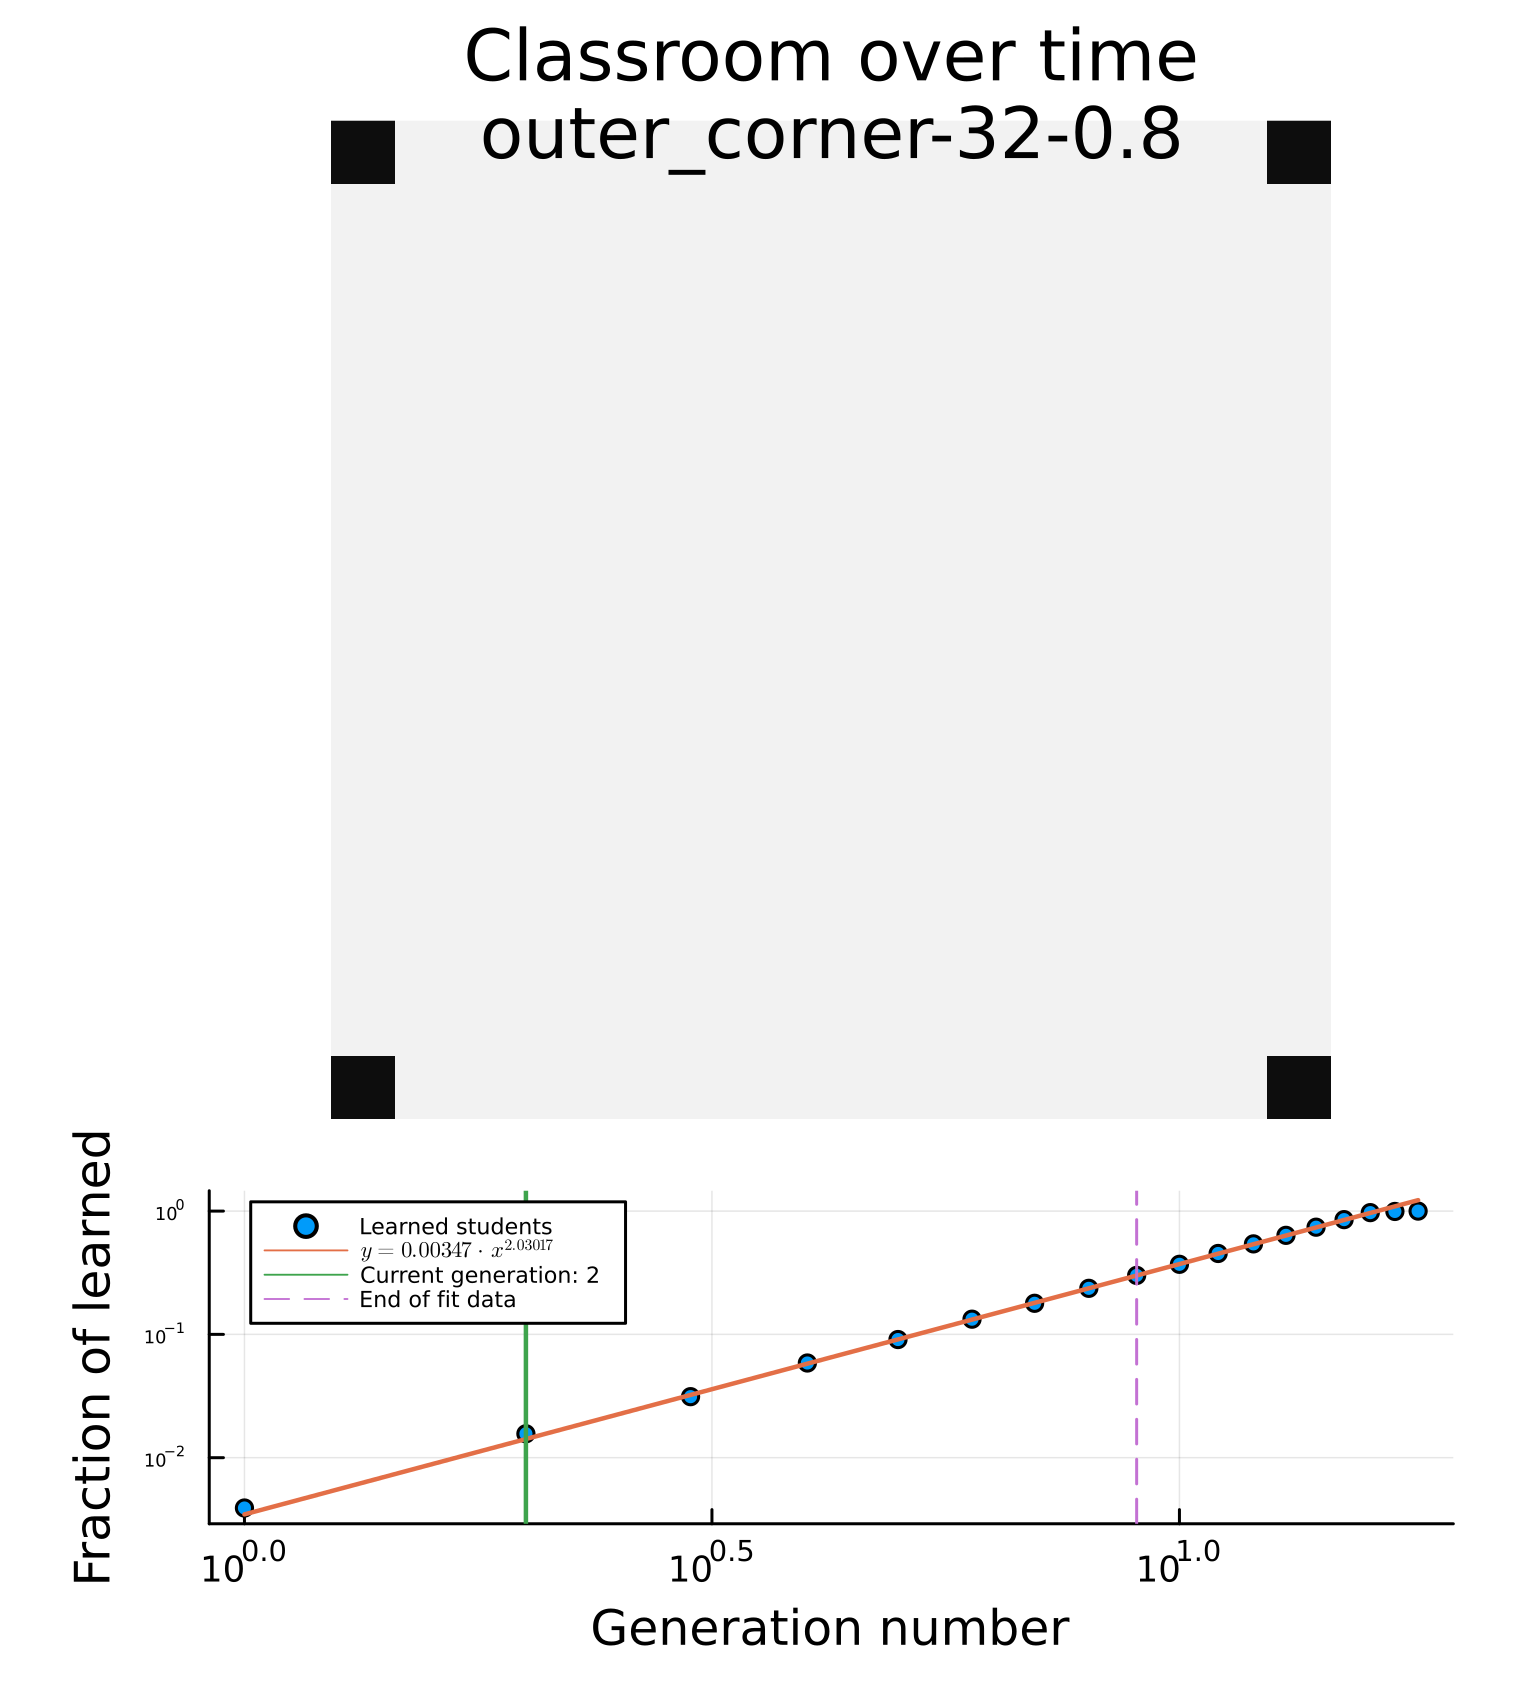 Classroom over time
outer_corner-32-0.8
Fraction of learned
10⁰
10⁻¹
10⁻²
Learned students
y = 0.00347 · x^2.03017
Current generation: 2
End of fit data
10^0.0 10^0.5 10^1.0
Generation number